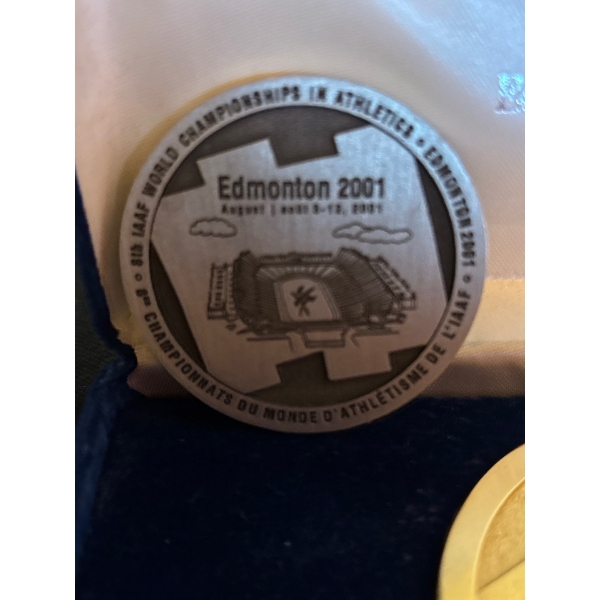 8th IAAF WORLD CHAMPIONSHIPS IN ATHLETICS • EDMONTON 2001 •
Edmonton 2001
August | août 3-12, 2001
8es CHAMPIONNATS DU MONDE D'ATHLÉTISME DE L'IAAF •